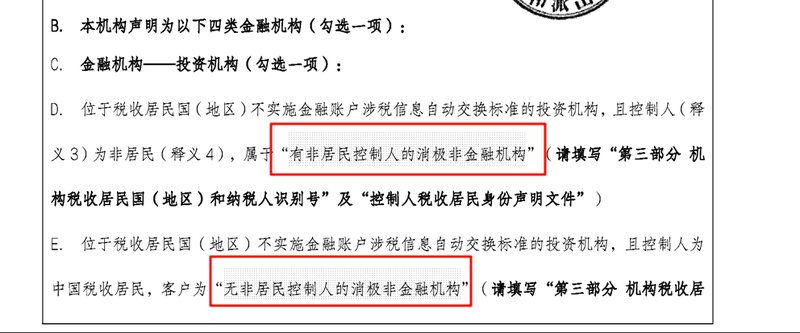 B. 本机构声明为以下四类金融机构（勾选一项）：
C. 金融机构——投资机构（勾选一项）：
D. 位于税收居民国（地区）不实施金融账户涉税信息自动交换标准的投资机构，且控制人（释
义3）为非居民（释义4），属于“有非居民控制人的消极非金融机构”（请填写“第三部分 机
构税收居民国（地区）和纳税人识别号”及“控制人税收居民身份声明文件”）
E. 位于税收居民国（地区）不实施金融账户涉税信息自动交换标准的投资机构，且控制人为
中国税收居民，客户为“无非居民控制人的消极非金融机构”（请填写“第三部分 机构税收居